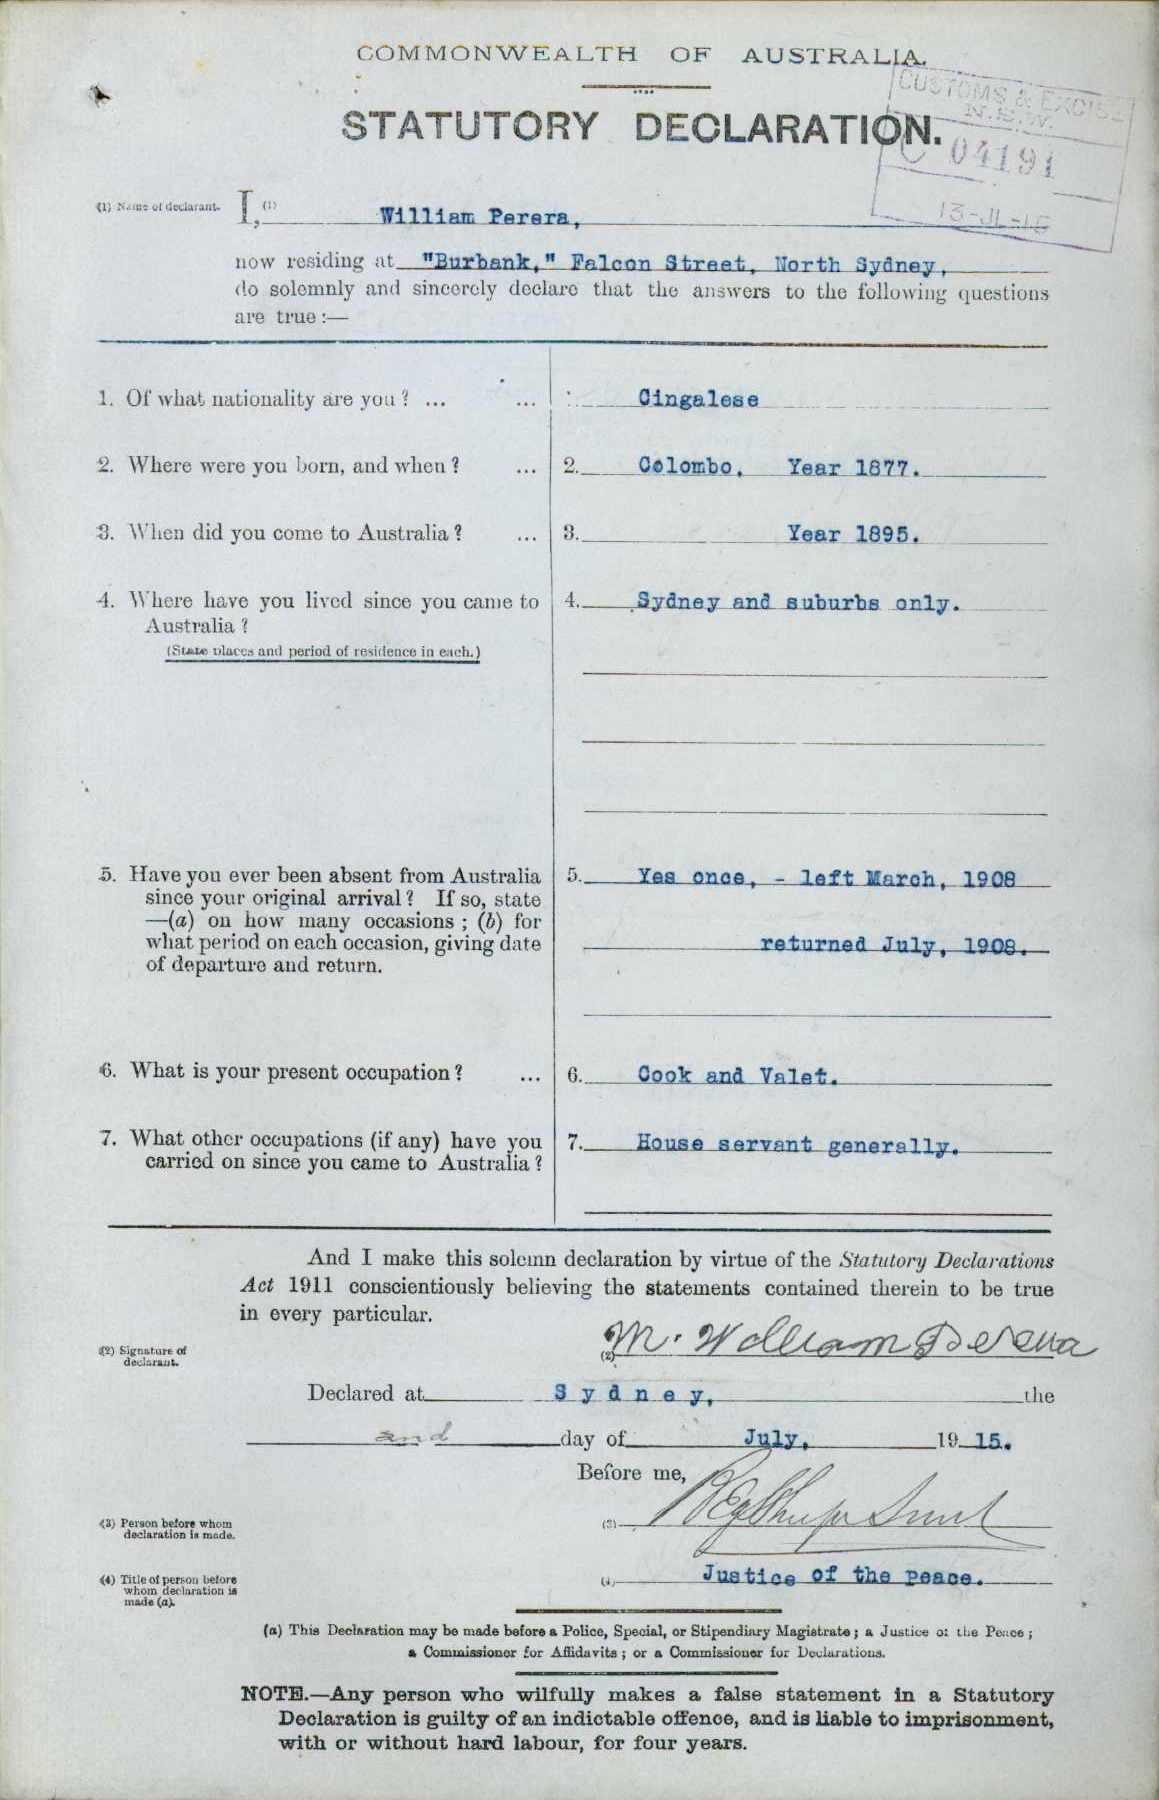 COMMONWEALTH OF AUSTRALIA.
STATUTORY DECLARATION.
CUSTOMS & EXCISE
N.S.W.
C 04191
13-JL-15
(1) Name of declarant.
I, (1) William Perera,
now residing at "Burbank," Falcon Street, North Sydney,
do solemnly and sincerely declare that the answers to the following questions
are true :—
1. Of what nationality are you ? ... ... Cingalese
2. Where were you born, and when ? ... 2. Colombo, Year 1877.
3. When did you come to Australia ? ... 3. Year 1895.
4. Where have you lived since you came to 4. Sydney and suburbs only.
Australia ?
(State places and period of residence in each.)
5. Have you ever been absent from Australia 5. Yes once, - left March, 1908
since your original arrival ? If so, state
—(a) on how many occasions ; (b) for
what period on each occasion, giving date returned July, 1908.
of departure and return.
6. What is your present occupation ? ... 6. Cook and Valet.
7. What other occupations (if any) have you 7. House servant generally.
carried on since you came to Australia ?
And I make this solemn declaration by virtue of the Statutory Declarations
Act 1911 conscientiously believing the statements contained therein to be true
in every particular.
(2) Signature of
declarant.
(2) M. William Perera
Declared at Sydney, the
day of July, 19 15.
Before me,
(3) Person before whom
declaration is made.
(3)
(4) Title of person before
whom declaration is
made (a).
(4) Justice of the peace.
(a) This Declaration may be made before a Police, Special, or Stipendiary Magistrate ; a Justice of the Peace ;
a Commissioner for Affidavits ; or a Commissioner for Declarations.
NOTE.—Any person who wilfully makes a false statement in a Statutory
Declaration is guilty of an indictable offence, and is liable to imprisonment,
with or without hard labour, for four years.